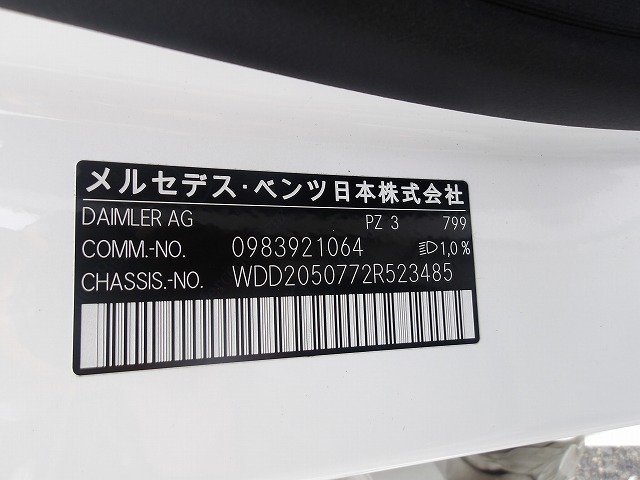 メルセデス・ベンツ日本株式会社
DAIMLER AG PZ 3 799
COMM.-NO. 0983921064 1,0%
CHASSIS.-NO. WDD2050772R523485